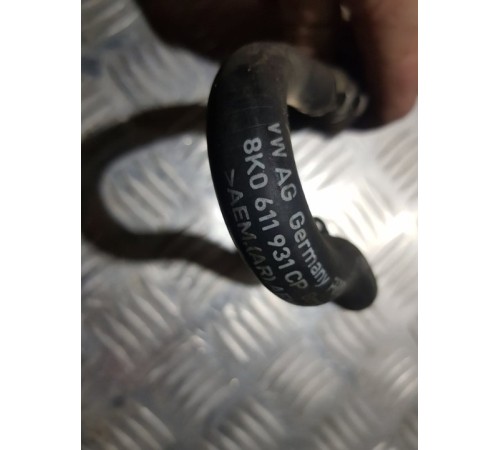 VW AG Germany
8K0 611 931 CP
>AEM.(AR)